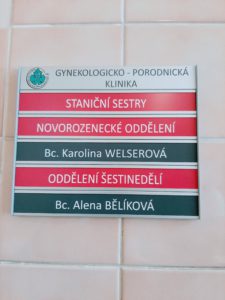 GYNEKOLOGICKO - PORODNICKÁ
KLINIKA
STANIČNÍ SESTRY
NOVOROZENECKÉ ODDĚLENÍ
Bc. Karolina WELSEROVÁ
ODDĚLENÍ ŠESTINEDĚLÍ
Bc. Alena BĚLÍKOVÁ